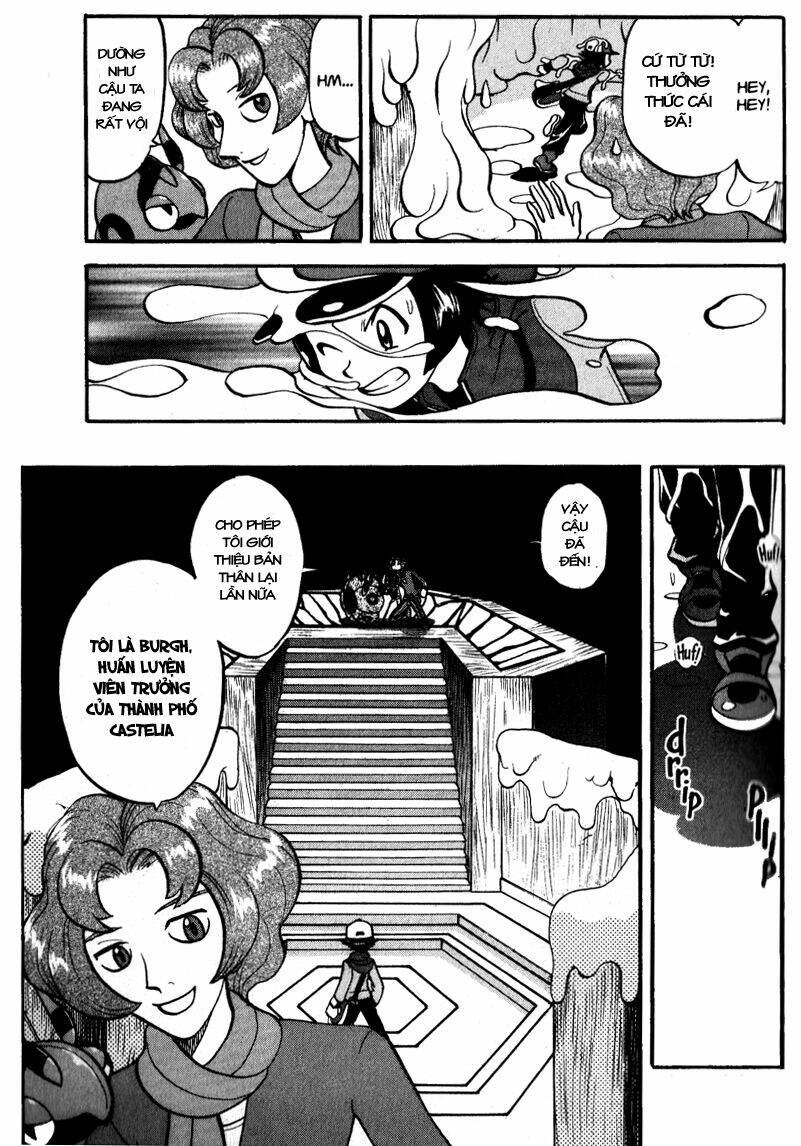 HEY,
HEY!
CỨ TỪ TỪ!
THƯỞNG
THỨC CÁI
ĐÃ!
HM...
DƯỜNG
NHƯ
CẬU TA
ĐANG
RẤT VỘI
Huf!
Huf!
drrrip
Plllip
VẬY
CẬU
ĐÃ
ĐẾN!
CHO PHÉP
TÔI GIỚI
THIỆU BẢN
THÂN LẠI
LẦN NỮA
TÔI LÀ BURGH,
HUẤN LUYỆN
VIÊN TRƯỞNG
CỦA THÀNH PHỐ
CASTELIA